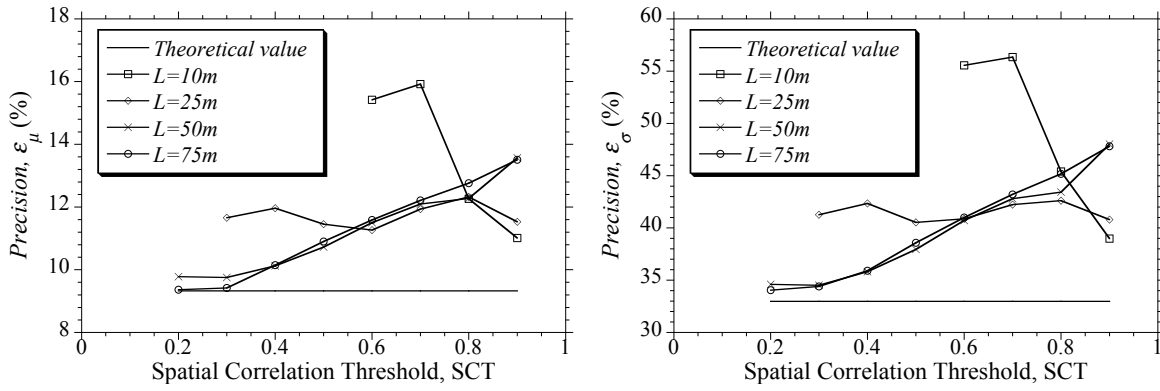 18
16
14
12
10
8
Precision, ε_μ (%)
Theoretical value
L=10m
L=25m
L=50m
L=75m
0
0.2
0.4
0.6
0.8
1
Spatial Correlation Threshold, SCT
60
55
50
45
40
35
30
Precision, ε_σ (%)
Theoretical value
L=10m
L=25m
L=50m
L=75m
0
0.2
0.4
0.6
0.8
1
Spatial Correlation Threshold, SCT